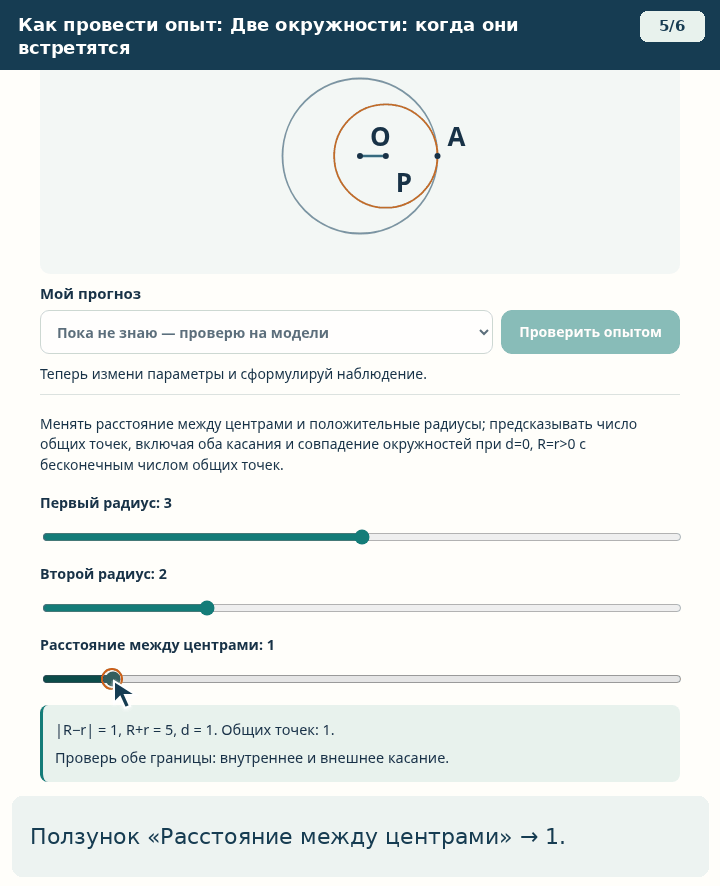 Как провести опыт: Две окружности: когда они
встретятся
5/6
O
A
P
Мой прогноз
Пока не знаю — проверю на модели
Проверить опытом
Теперь измени параметры и сформулируй наблюдение.
Менять расстояние между центрами и положительные радиусы; предсказывать число
общих точек, включая оба касания и совпадение окружностей при d=0, R=r>0 с
бесконечным числом общих точек.
Первый радиус: 3
Второй радиус: 2
Расстояние между центрами: 1
|R−r| = 1, R+r = 5, d = 1. Общих точек: 1.
Проверь обе границы: внутреннее и внешнее касание.
Ползунок «Расстояние между центрами» → 1.